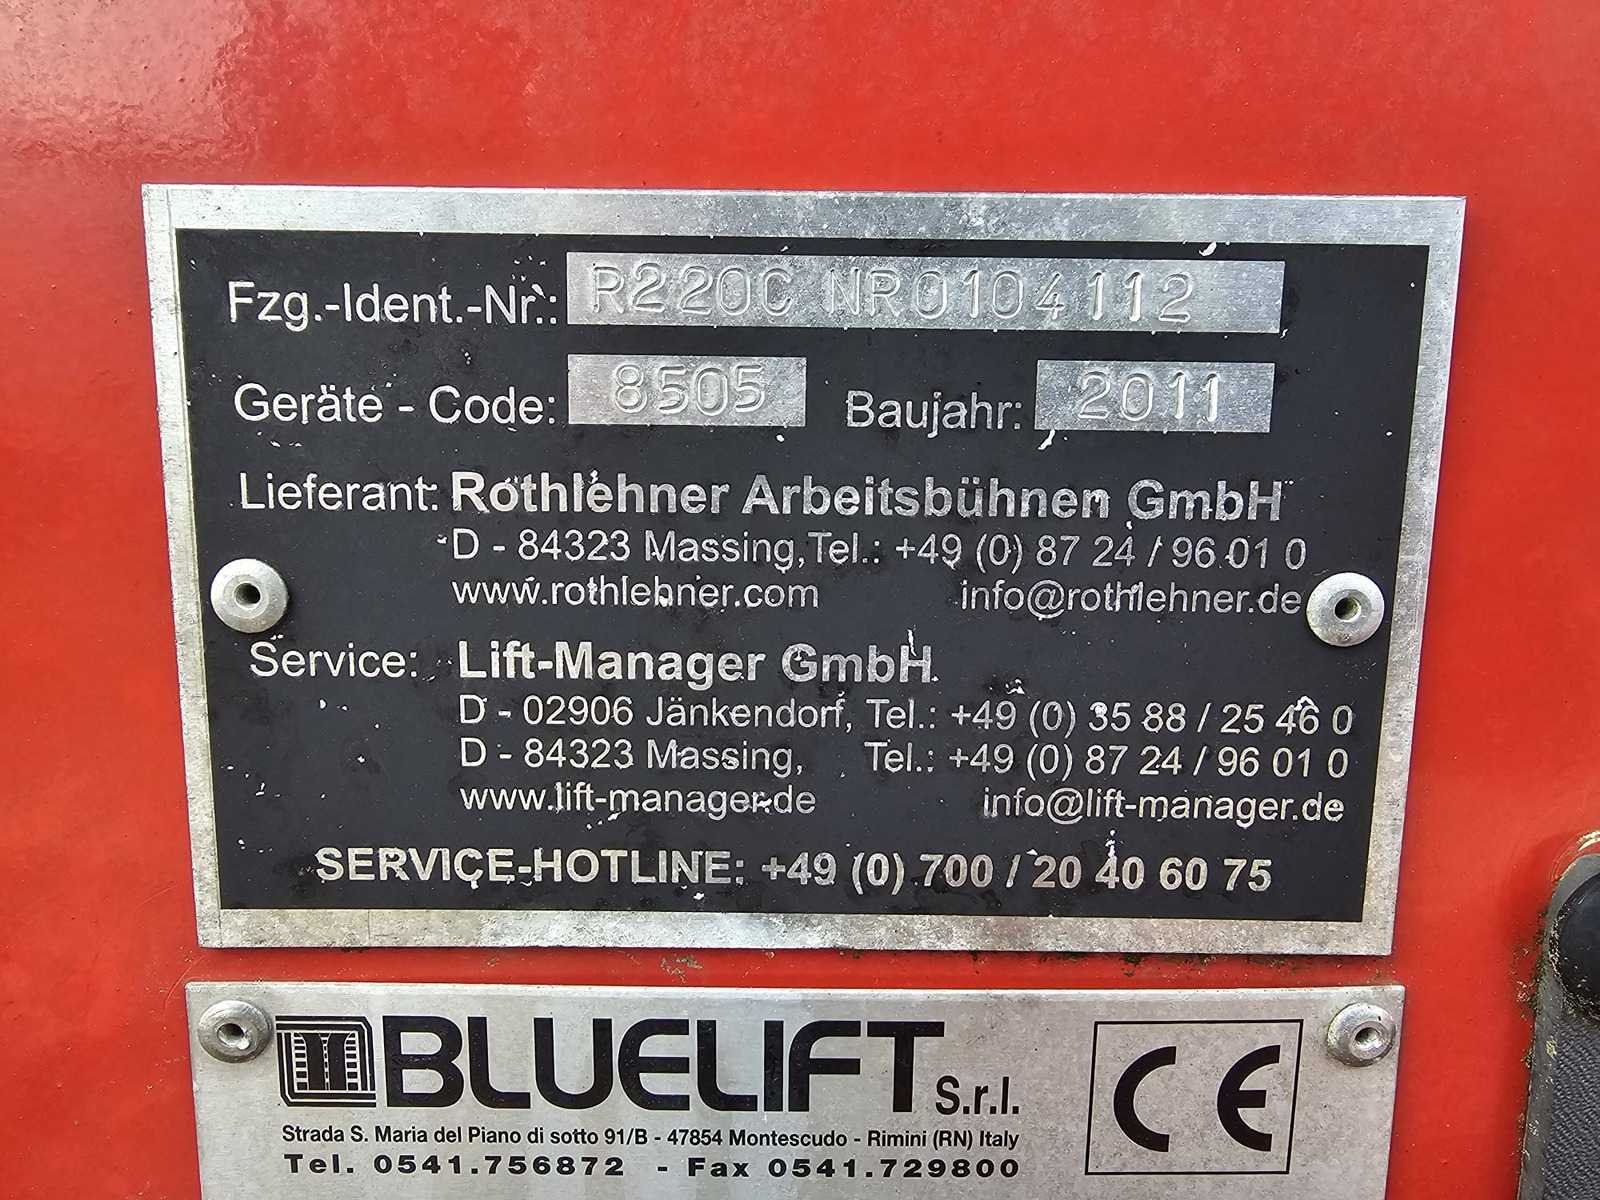 Fzg.-Ident.-Nr.: R220C NR0104112
Geräte - Code: 8505 Baujahr: 2011
Lieferant: Rothlehner Arbeitsbühnen GmbH
D - 84323 Massing, Tel.: +49 (0) 87 24 / 96 01 0
www.rothlehner.com info@rothlehner.de
Service: Lift-Manager GmbH
D - 02906 Jänkendorf, Tel.: +49 (0) 35 88 / 25 46 0
D - 84323 Massing, Tel.: +49 (0) 87 24 / 96 01 0
www.lift-manager.de info@lift-manager.de
SERVICE-HOTLINE: +49 (0) 700 / 20 40 60 75
BLUELIFT S.r.l. CE
Strada S. Maria del Piano di sotto 91/B - 47854 Montescudo - Rimini (RN) Italy
Tel. 0541.756872 - Fax 0541.729800